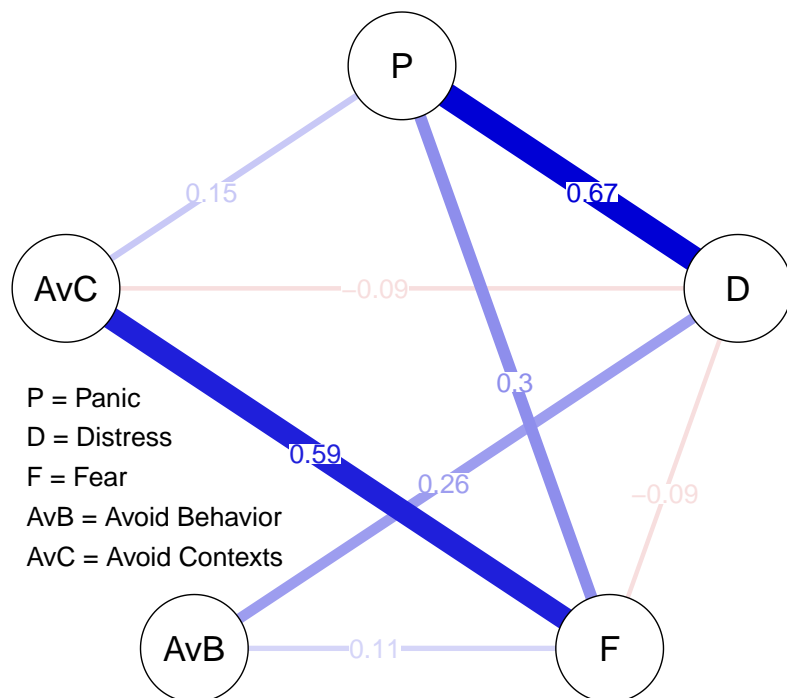 P
0.15
0.67
AvC
−0.09
D
0.3
P = Panic
D = Distress
0.59
F = Fear
0.26
−0.09
AvB = Avoid Behavior
AvC = Avoid Contexts
AvB
0.11
F